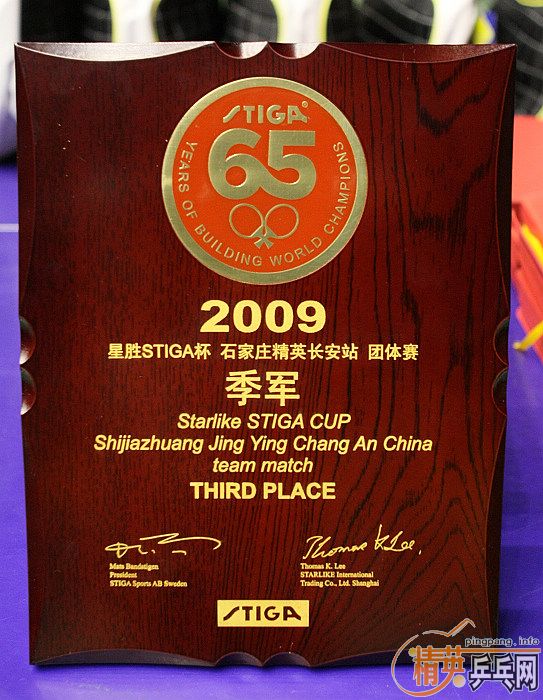 STIGA®
65
YEARS OF BUILDING WORLD CHAMPIONS
2009
星胜STIGA杯 石家庄精英长安站 团体赛
季军
Starlike STIGA CUP
Shijiazhuang Jing Ying Chang An China
team match
THIRD PLACE
Thomas K Lee.
Mats Bandstigen
President
STIGA Sports AB Sweden
Thomas K. Lee
STARLIKE International
Trading Co., Ltd. Shanghai
STIGA
pingpang.info
精英乒乓网